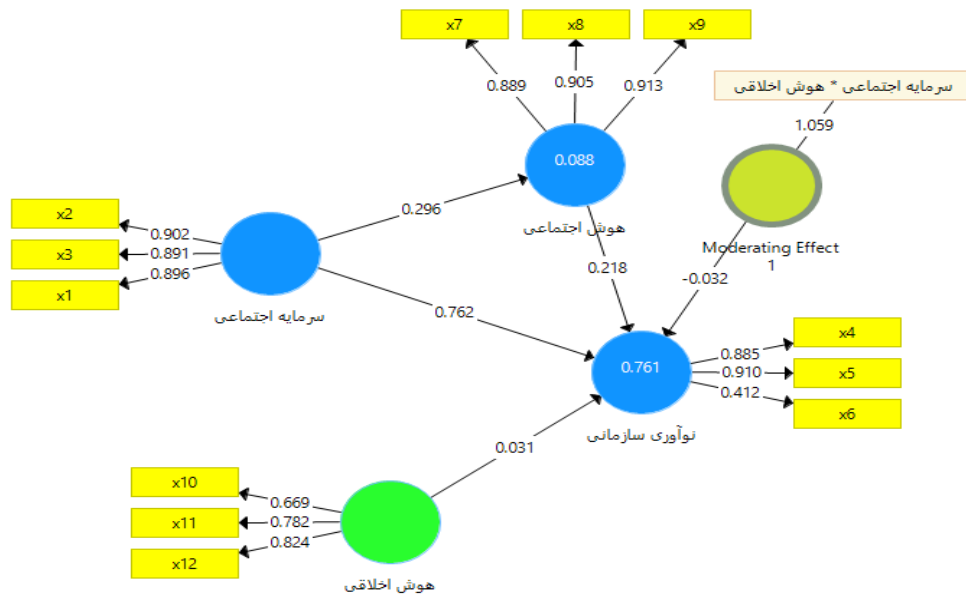 x7
x8
x9
0.889
0.905
0.913
سرمایه اجتماعی * هوش اخلاقی
1.059
0.088
هوش اجتماعی
Moderating Effect
1
0.296
x2
x3
x1
0.902
0.891
0.896
سرمایه اجتماعی
0.218
-0.032
0.762
0.761
نوآوری سازمانی
0.885
0.910
0.412
x4
x5
x6
0.031
x10
x11
x12
0.669
0.782
0.824
هوش اخلاقی